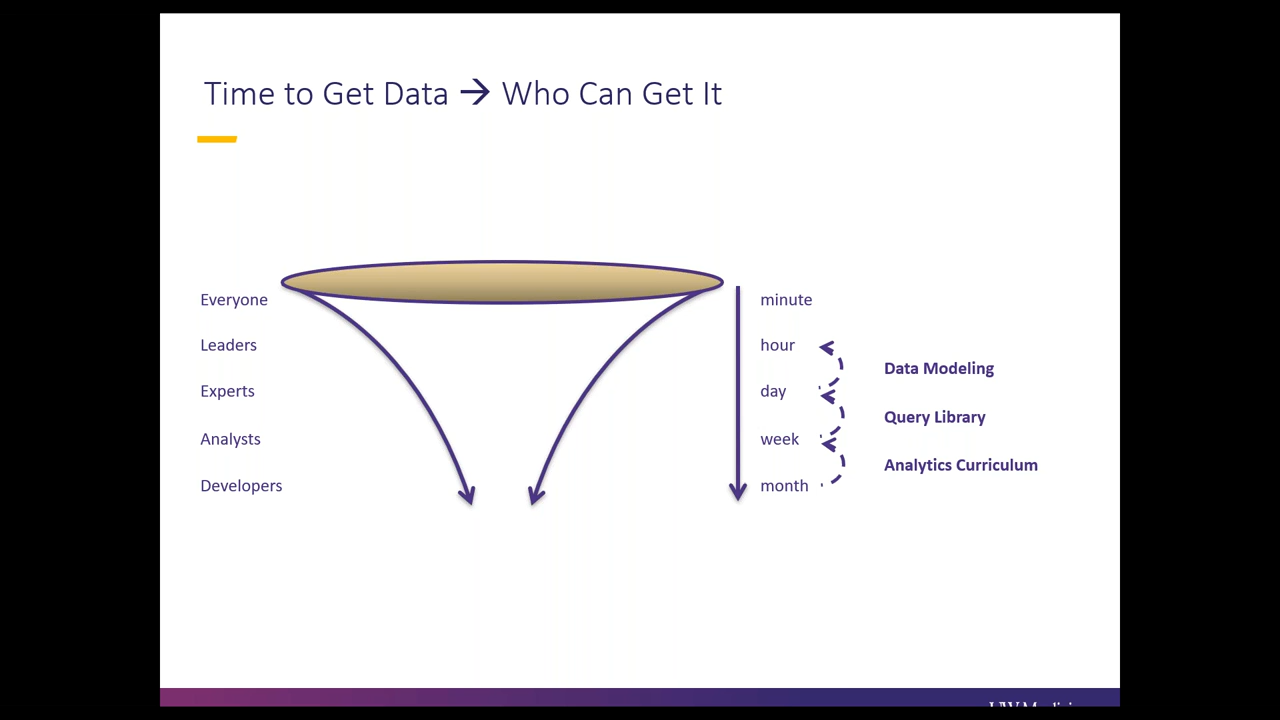 Time to Get Data → Who Can Get It
Everyone
minute
Leaders
hour
Data Modeling
Experts
day
Query Library
Analysts
week
Analytics Curriculum
Developers
month